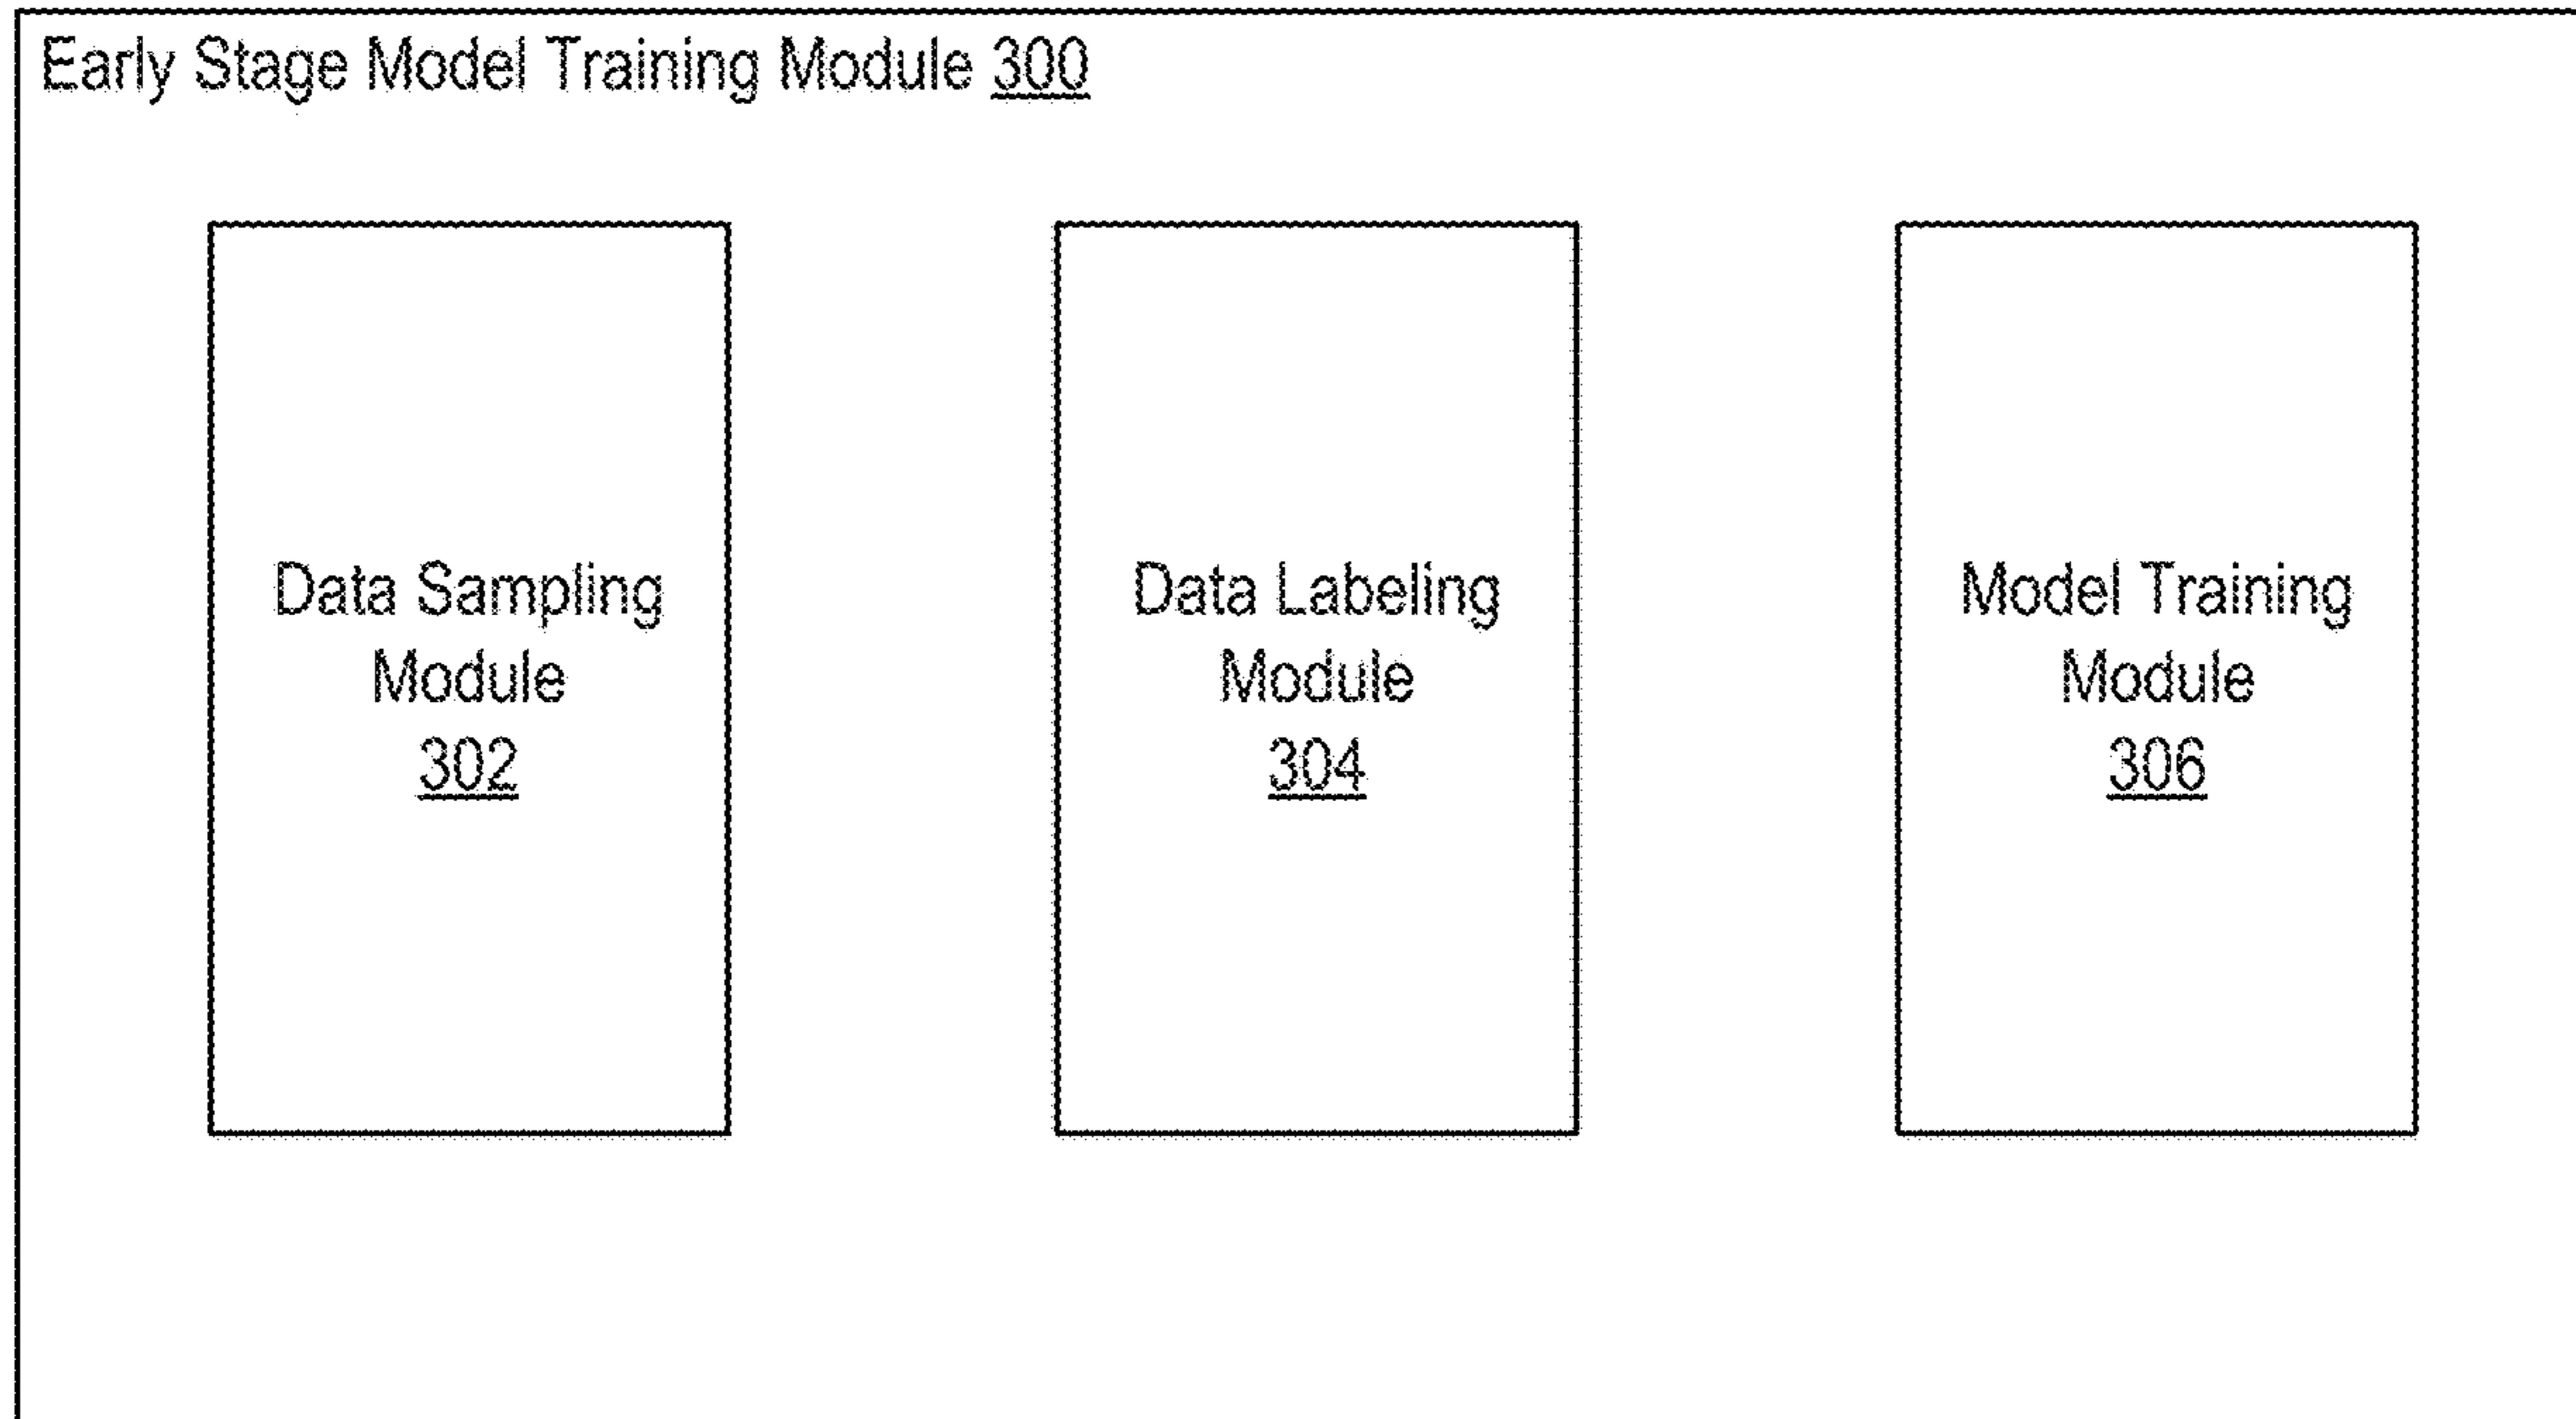 Early Stage Model Training Module 300
Data Sampling
Module
302
Data Labeling
Module
304
Model Training
Module
306